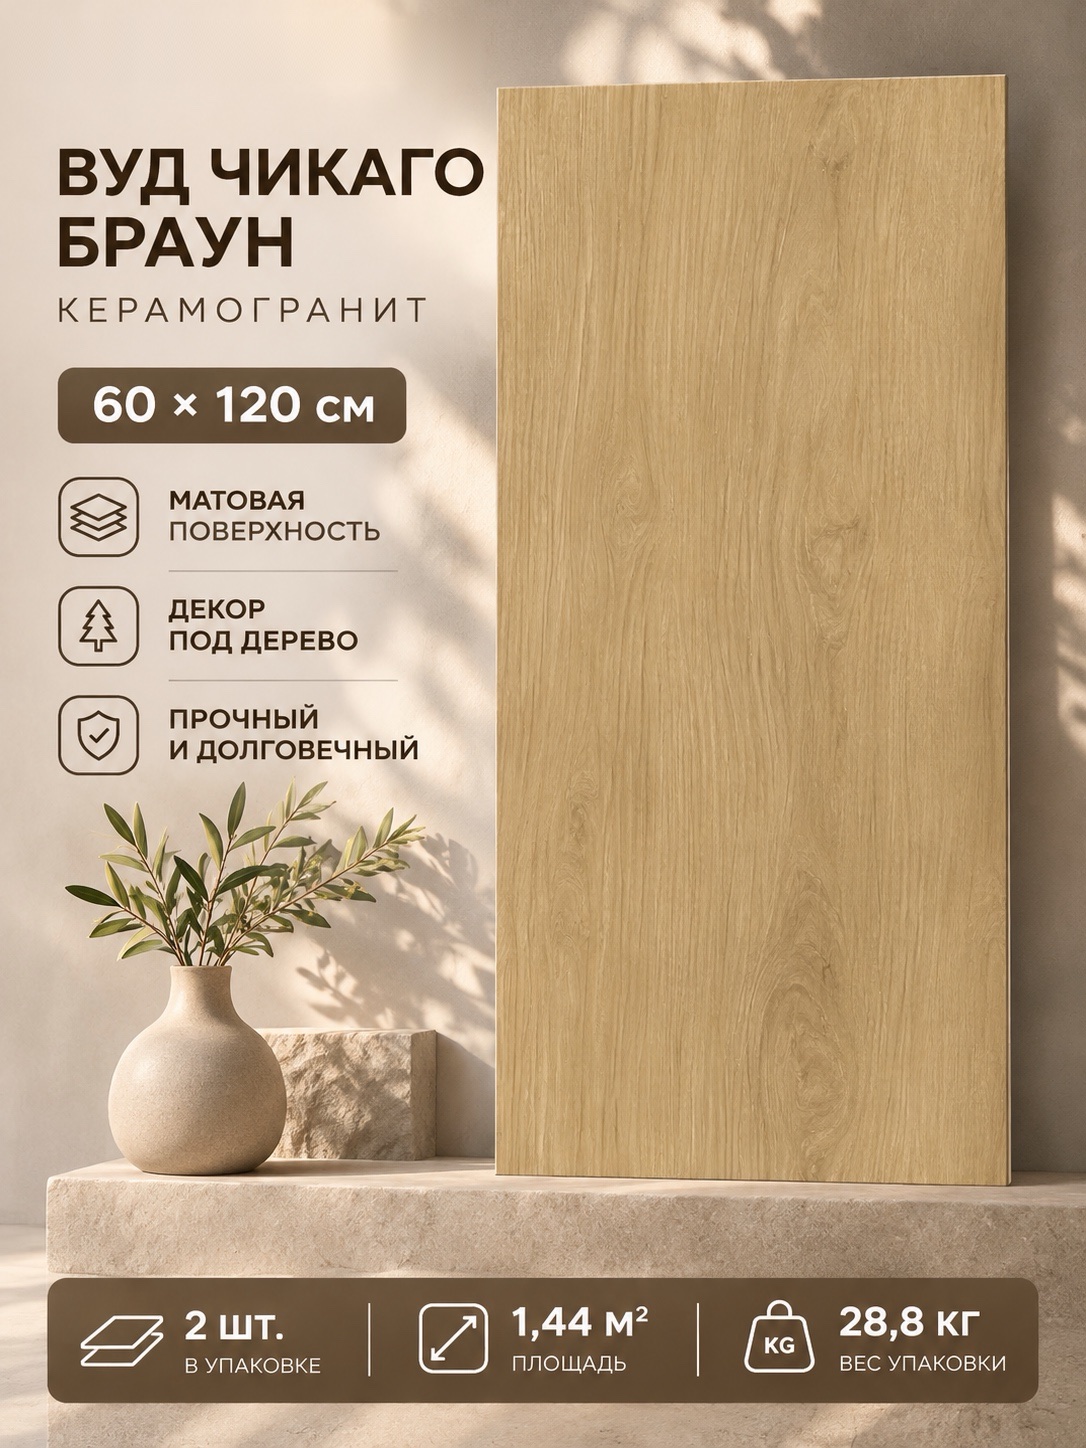 ВУД ЧИКАГО
БРАУН
КЕРАМОГРАНИТ
60 × 120 см
МАТОВАЯ
ПОВЕРХНОСТЬ
ДЕКОР
ПОД ДЕРЕВО
ПРОЧНЫЙ
И ДОЛГОВЕЧНЫЙ
2 шт.
В УПАКОВКЕ
1,44 м²
ПЛОЩАДЬ
KG
28,8 кг
ВЕС УПАКОВКИ